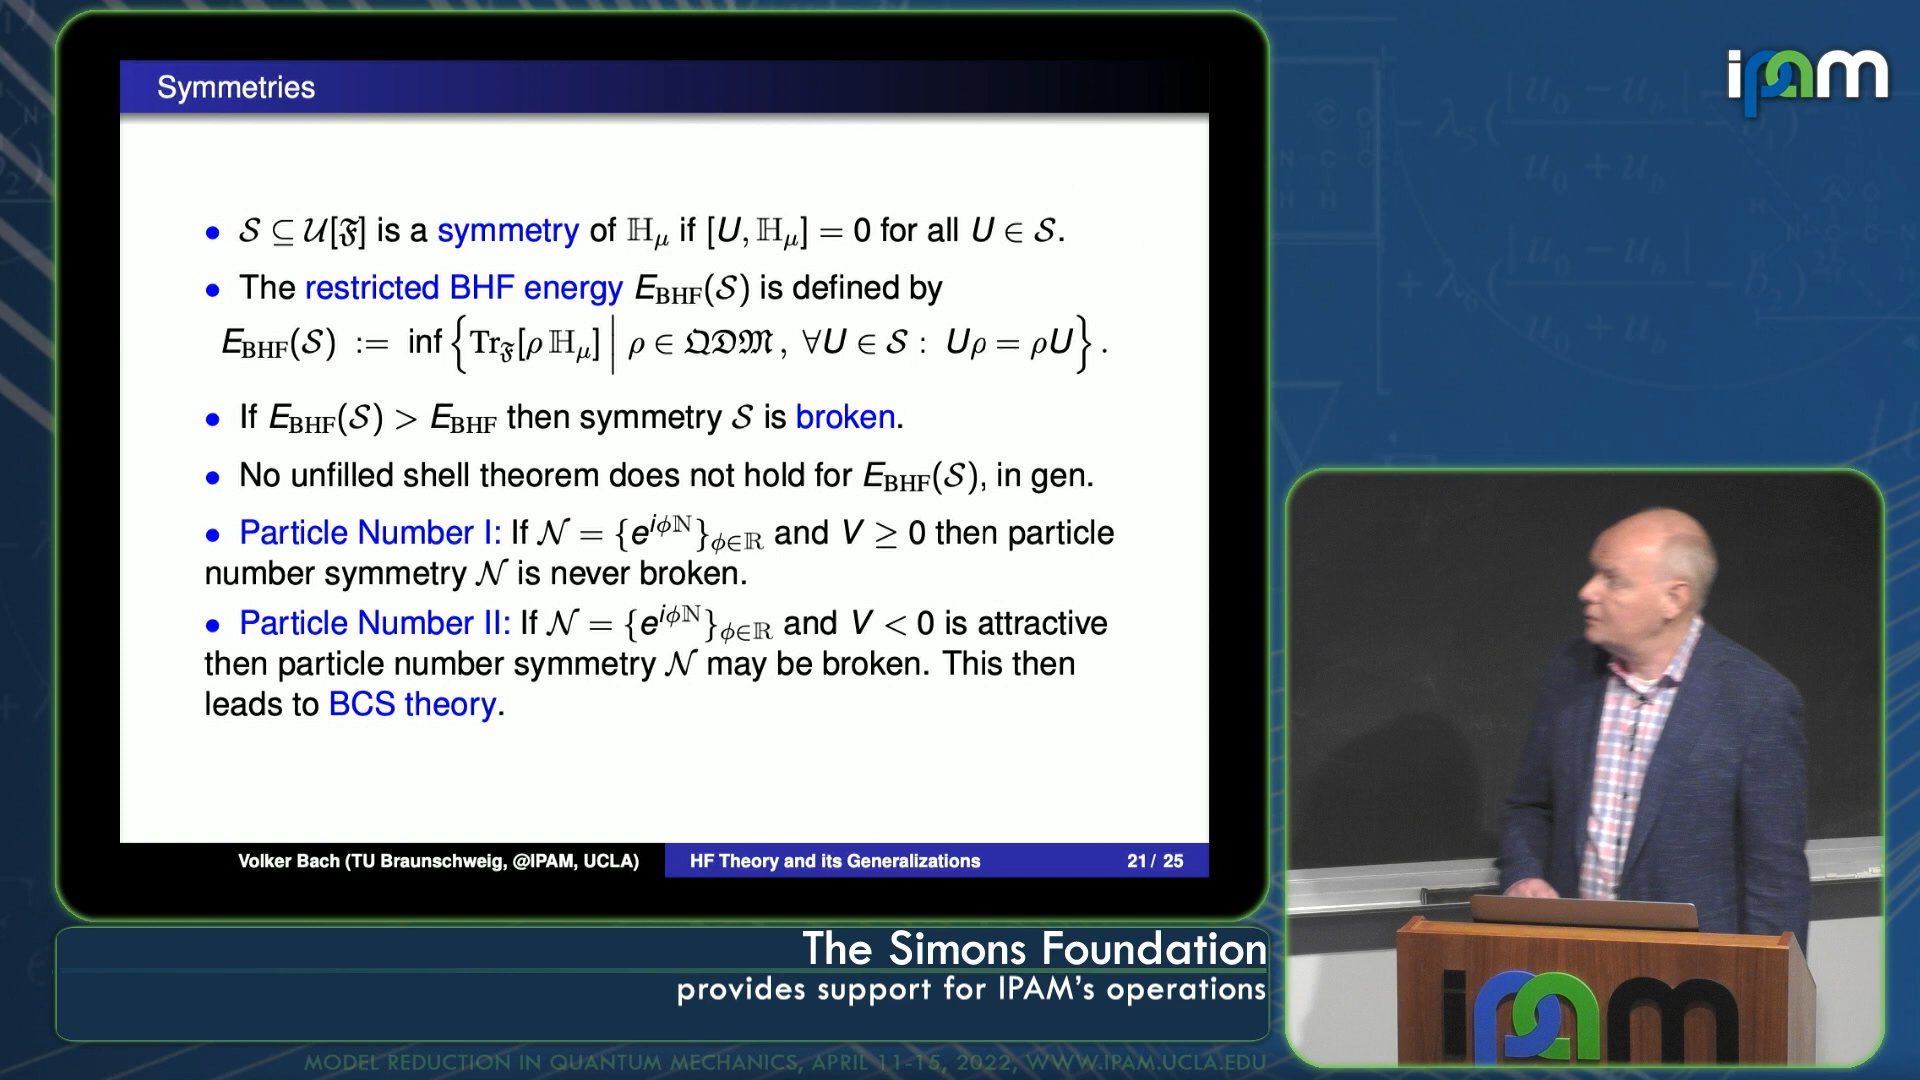 Symmetries
• 𝒮 ⊆ 𝒰[𝔉] is a symmetry of ℍ_μ if [U, ℍ_μ] = 0 for all U ∈ 𝒮.
• The restricted BHF energy E_BHF(𝒮) is defined by
E_BHF(𝒮) := inf { Tr_𝔉[ρ ℍ_μ] | ρ ∈ 𝔔𝔇𝔐, ∀U ∈ 𝒮 : Uρ = ρU } .
• If E_BHF(𝒮) > E_BHF then symmetry 𝒮 is broken.
• No unfilled shell theorem does not hold for E_BHF(𝒮), in gen.
• Particle Number I: If 𝒩 = {e^{iϕℕ}}_{ϕ∈ℝ} and V ≥ 0 then particle
number symmetry 𝒩 is never broken.
• Particle Number II: If 𝒩 = {e^{iϕℕ}}_{ϕ∈ℝ} and V < 0 is attractive
then particle number symmetry 𝒩 may be broken. This then
leads to BCS theory.
Volker Bach (TU Braunschweig, @IPAM, UCLA) HF Theory and its Generalizations 21 / 25
ipam
The Simons Foundation
provides support for IPAM's operations
MODEL REDUCTION IN QUANTUM MECHANICS, APRIL 11-15, 2022, WWW.IPAM.UCLA.EDU
ipam